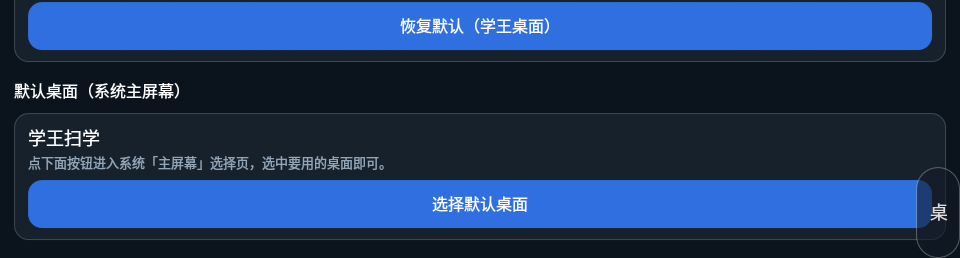 恢复默认（学王桌面）
默认桌面（系统主屏幕）
学王扫学
点下面按钮进入系统「主屏幕」选择页，选中要用的桌面即可。
选择默认桌面
桌